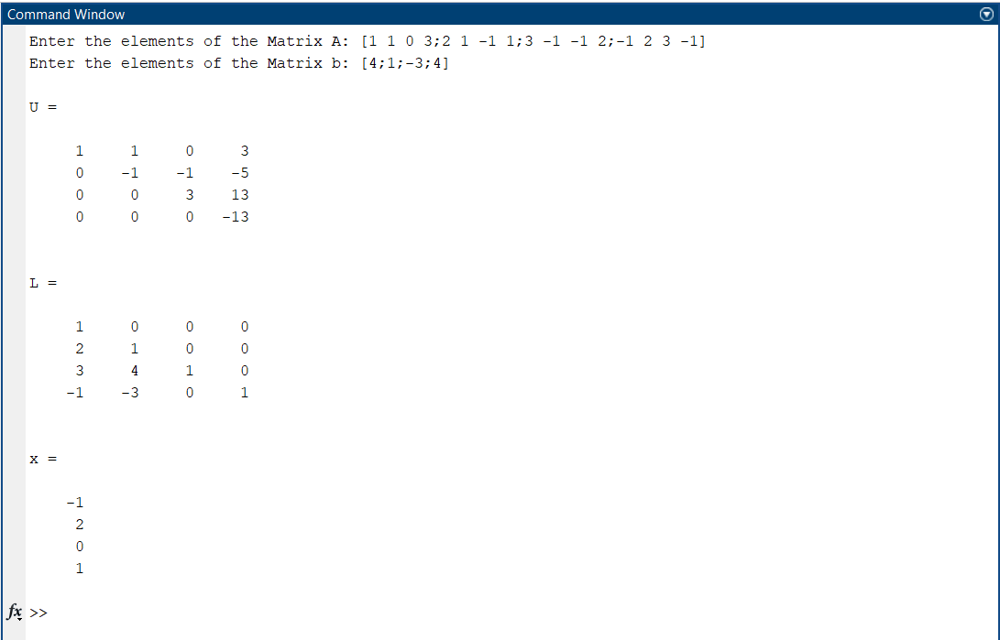 Command Window
Enter the elements of the Matrix A: [1 1 0 3;2 1 -1 1;3 -1 -1 2;-1 2 3 -1]
Enter the elements of the Matrix b: [4;1;-3;4]
U =
1 1 0 3
0 -1 -1 -5
0 0 3 13
0 0 0 -13
L =
1 0 0 0
2 1 0 0
3 4 1 0
-1 -3 0 1
x =
-1
2
0
1
fx >>